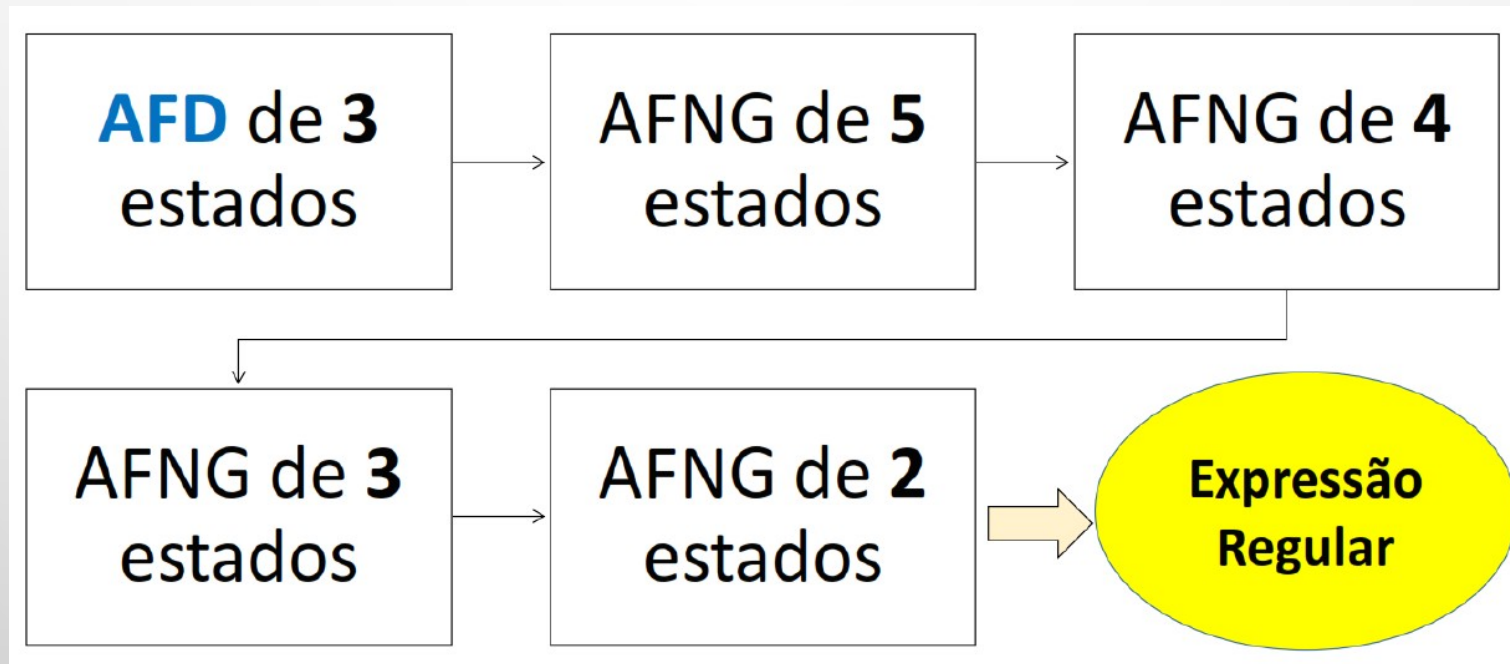 AFD de 3
estados
AFNG de 5
estados
AFNG de 4
estados
AFNG de 3
estados
AFNG de 2
estados
Expressão
Regular